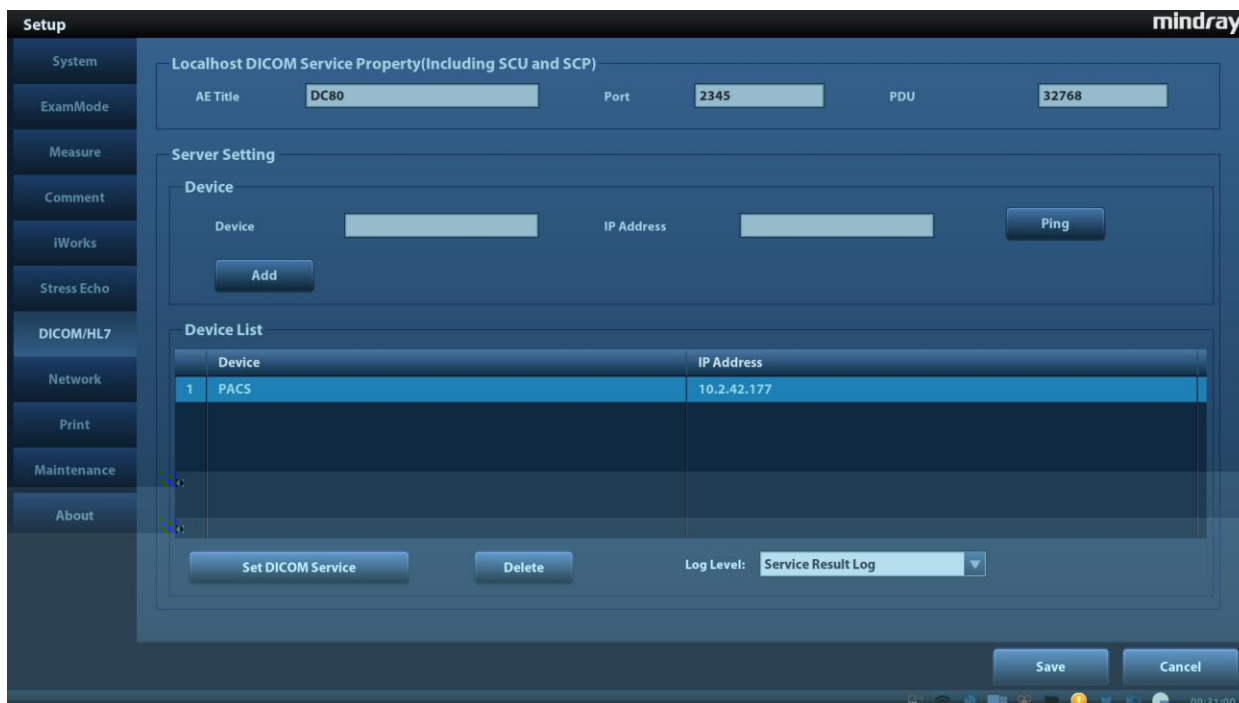 Setup
mindray
System
ExamMode
Measure
Comment
iWorks
Stress Echo
DICOM/HL7
Network
Print
Maintenance
About
Localhost DICOM Service Property(Including SCU and SCP)
AE Title DC80 Port 2345 PDU 32768
Server Setting
Device
Device IP Address Ping
Add
Device List
Device IP Address
1 PACS 10.2.42.177
Set DICOM Service Delete Log Level: Service Result Log
Save Cancel
09:31:00